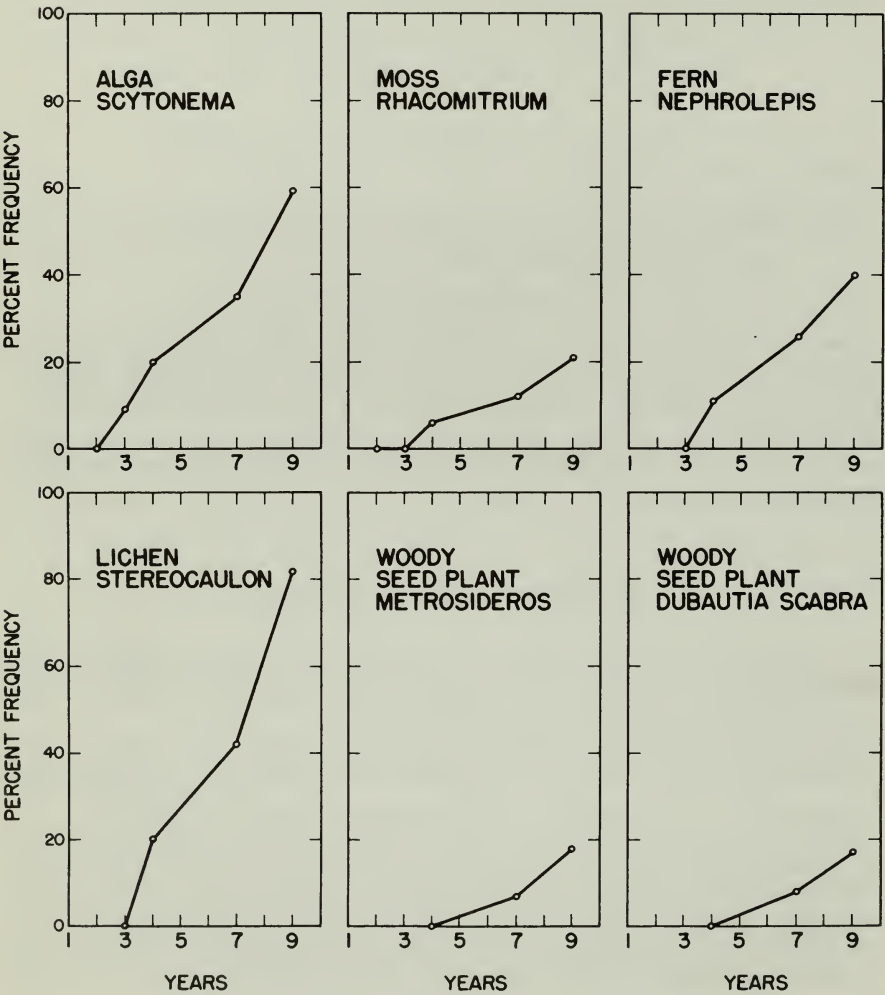 100
80
60
40
20
0
PERCENT FREQUENCY
ALGA
SCYTONEMA
1 3 5 7 9
MOSS
RHACOMITRIUM
1 3 5 7 9
FERN
NEPHROLEPIS
1 3 5 7 9
100
80
60
40
20
0
PERCENT FREQUENCY
LICHEN
STEREOCAULON
1 3 5 7 9
YEARS
WOODY
SEED PLANT
METROSIDEROS
1 3 5 7 9
YEARS
WOODY
SEED PLANT
DUBAUTIA SCABRA
1 3 5 7 9
YEARS